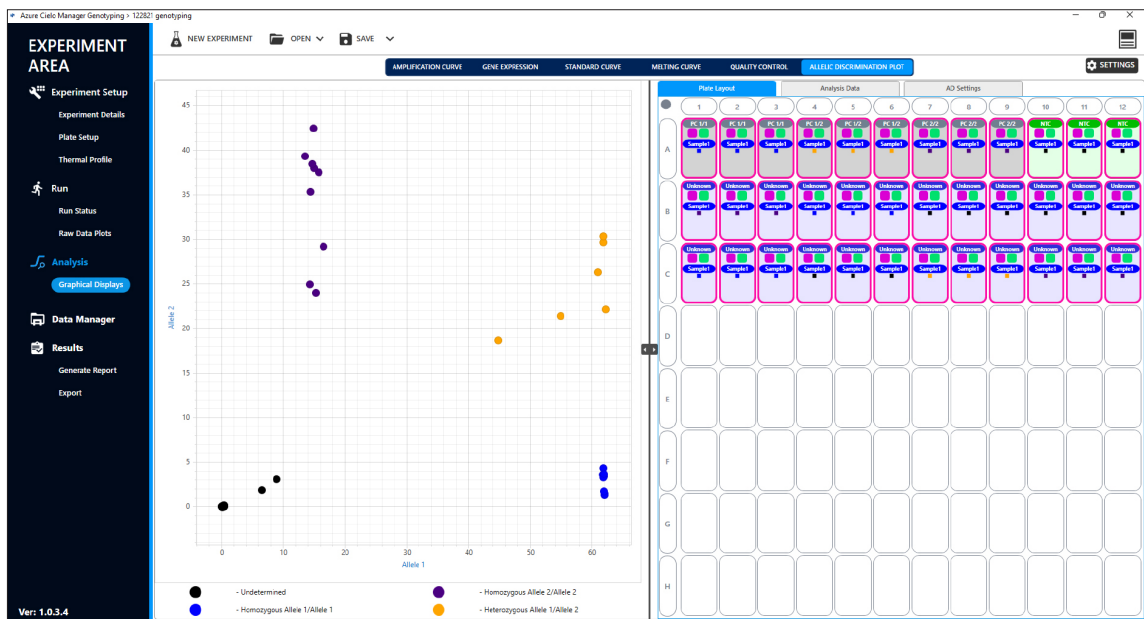 Azure Cielo Manager Genotyping > 122821 genotyping
EXPERIMENT
AREA
Experiment Setup
Experiment Details
Plate Setup
Thermal Profile
Run
Run Status
Raw Data Plots
Analysis
Graphical Displays
Data Manager
Results
Generate Report
Export
Ver: 1.0.3.4
NEW EXPERIMENT OPEN SAVE
AMPLIFICATION CURVE GENE EXPRESSION STANDARD CURVE MELTING CURVE QUALITY CONTROL ALLELIC DISCRIMINATION PLOT
SETTINGS
45
40
35
30
25
20
15
10
5
0
Allele 2
0 10 20 30 40 50 60
Allele 1
- Undetermined - Homozygous Allele 2/Allele 2
- Homozygous Allele 1/Allele 1 - Heterozygous Allele 1/Allele 2
Plate Layout Analysis Data AD Settings
1 2 3 4 5 6 7 8 9 10 11 12
PC 1/1 PC 1/1 PC 1/1 PC 1/2 PC 1/2 PC 1/2 PC 2/2 PC 2/2 PC 2/2 NTC NTC NTC
A
Sample1 Sample1 Sample1 Sample1 Sample1 Sample1 Sample1 Sample1 Sample1 Sample1 Sample1 Sample1
Unknown Unknown Unknown Unknown Unknown Unknown Unknown Unknown Unknown Unknown Unknown Unknown
B
Sample1 Sample1 Sample1 Sample1 Sample1 Sample1 Sample1 Sample1 Sample1 Sample1 Sample1 Sample1
Unknown Unknown Unknown Unknown Unknown Unknown Unknown Unknown Unknown Unknown Unknown Unknown
C
Sample1 Sample1 Sample1 Sample1 Sample1 Sample1 Sample1 Sample1 Sample1 Sample1 Sample1 Sample1
D
E
F
G
H